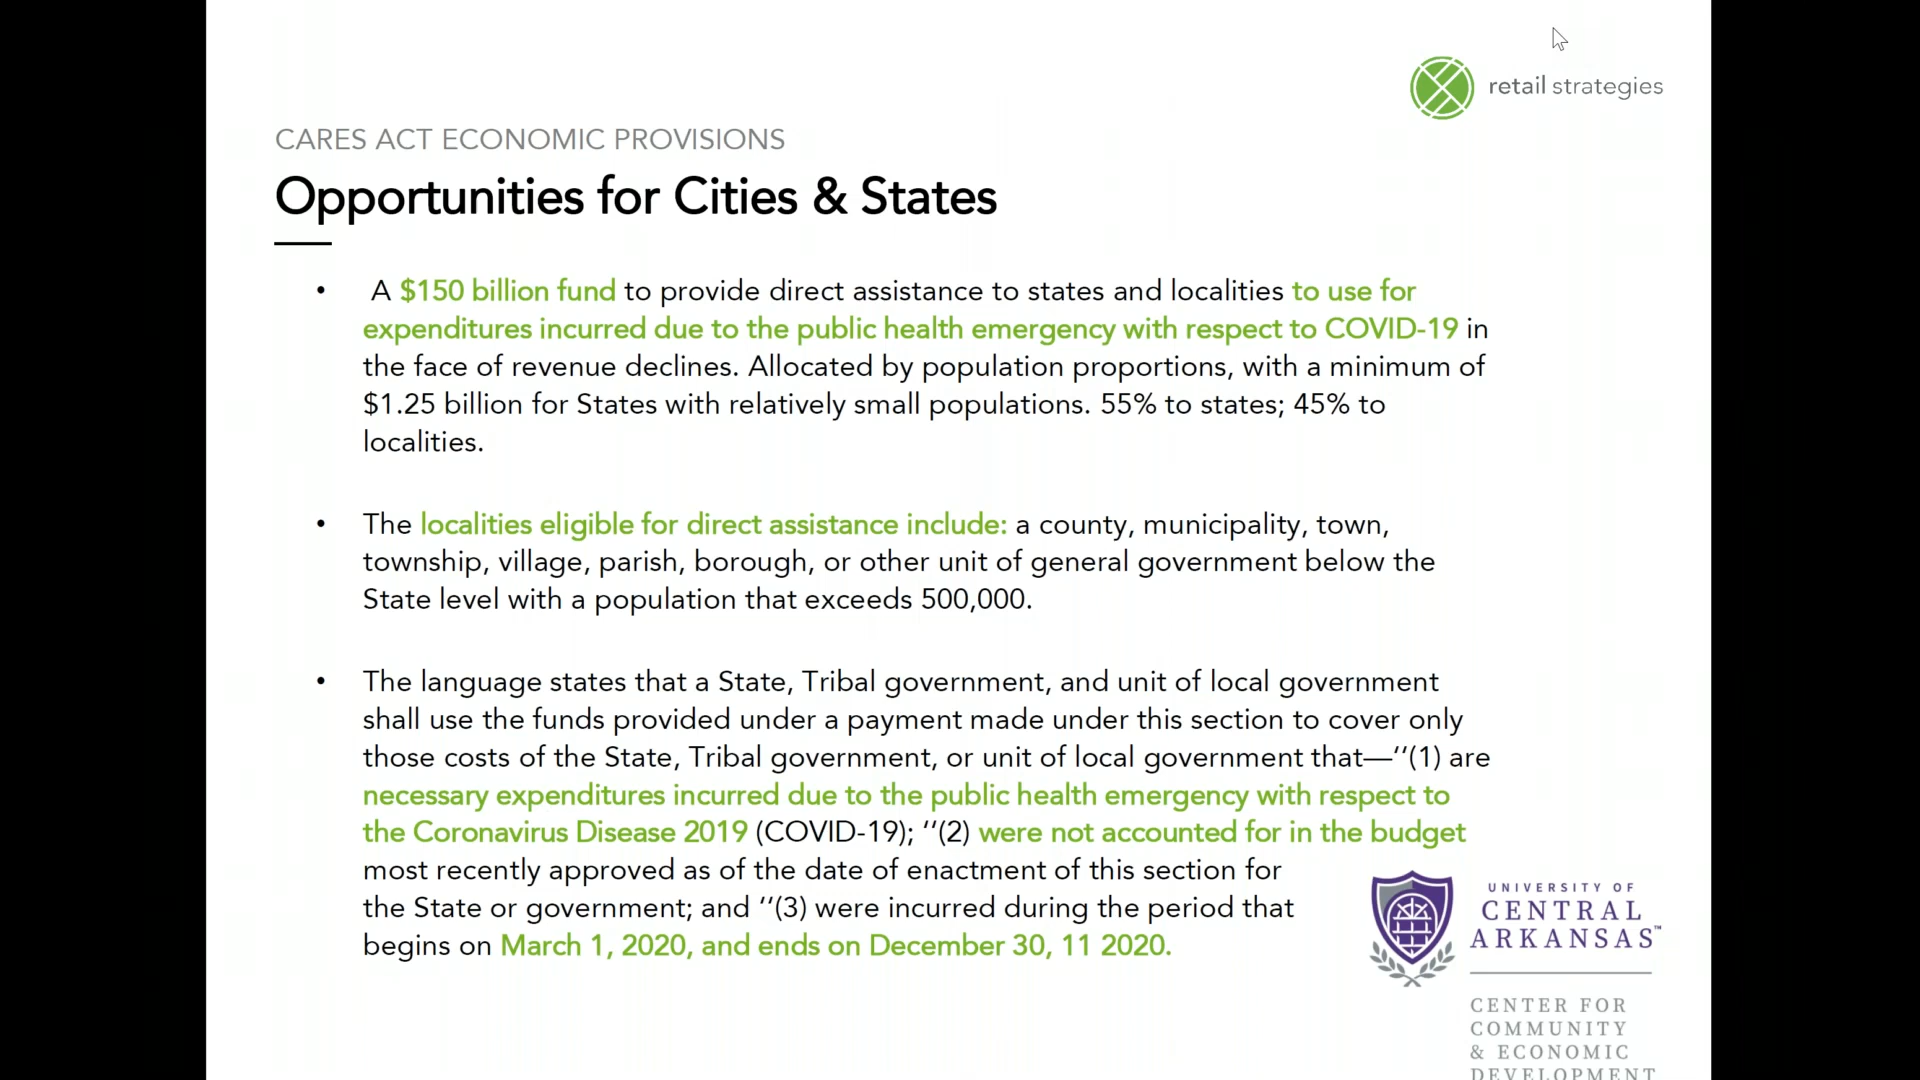 retail strategies
CARES ACT ECONOMIC PROVISIONS
Opportunities for Cities & States
• A $150 billion fund to provide direct assistance to states and localities to use for
expenditures incurred due to the public health emergency with respect to COVID-19 in
the face of revenue declines. Allocated by population proportions, with a minimum of
$1.25 billion for States with relatively small populations. 55% to states; 45% to
localities.
• The localities eligible for direct assistance include: a county, municipality, town,
township, village, parish, borough, or other unit of general government below the
State level with a population that exceeds 500,000.
• The language states that a State, Tribal government, and unit of local government
shall use the funds provided under a payment made under this section to cover only
those costs of the State, Tribal government, or unit of local government that—‘‘(1) are
necessary expenditures incurred due to the public health emergency with respect to
the Coronavirus Disease 2019 (COVID-19); ‘‘(2) were not accounted for in the budget
most recently approved as of the date of enactment of this section for
the State or government; and ‘‘(3) were incurred during the period that
begins on March 1, 2020, and ends on December 30, 11 2020.
UNIVERSITY OF
CENTRAL
ARKANSAS™
CENTER FOR
COMMUNITY
& ECONOMIC
DEVELOPMENT